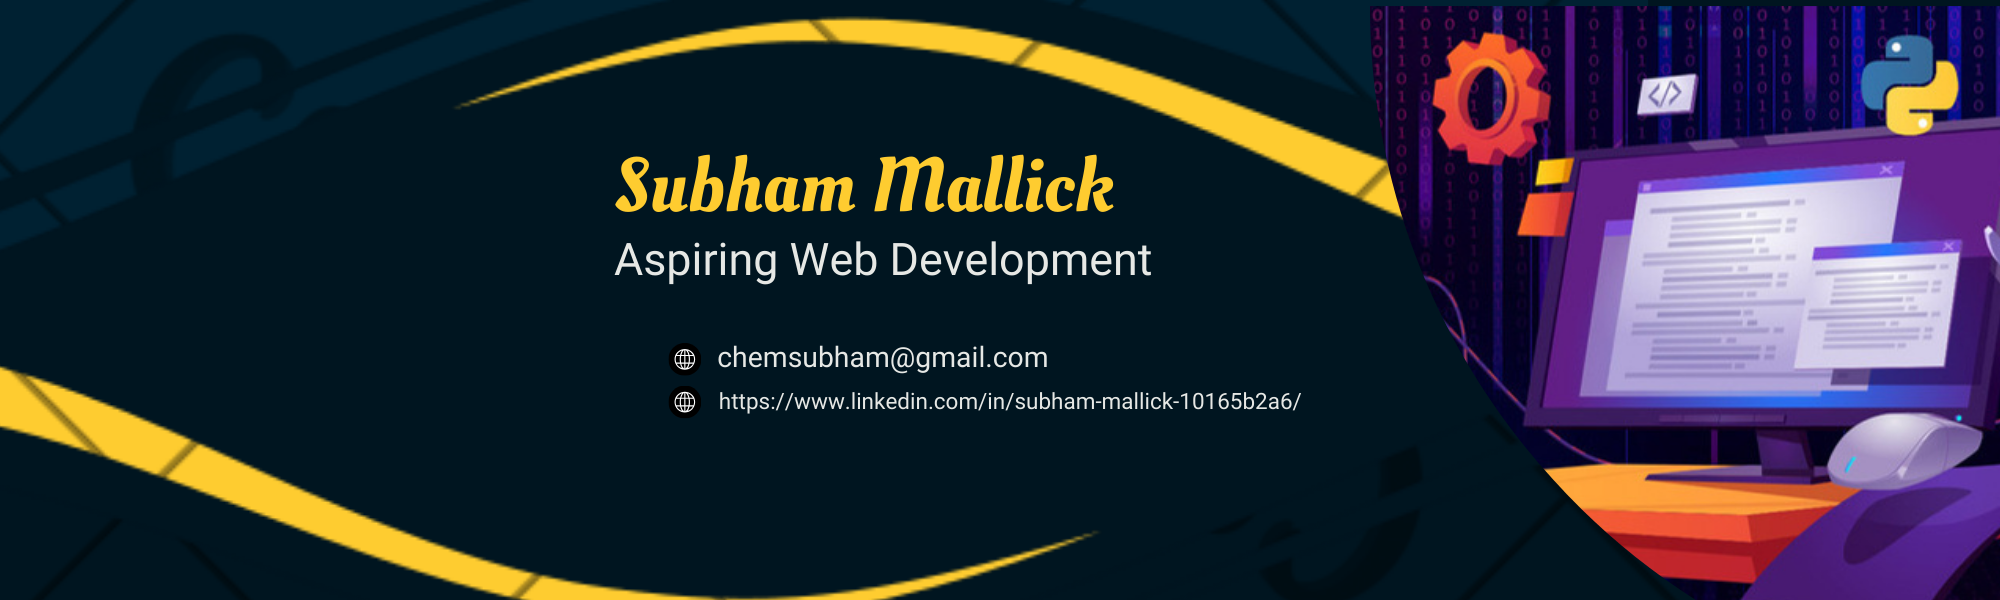 Subham Mallick
Aspiring Web Development
chemsubham@gmail.com
https://www.linkedin.com/in/subham-mallick-10165b2a6/
</>